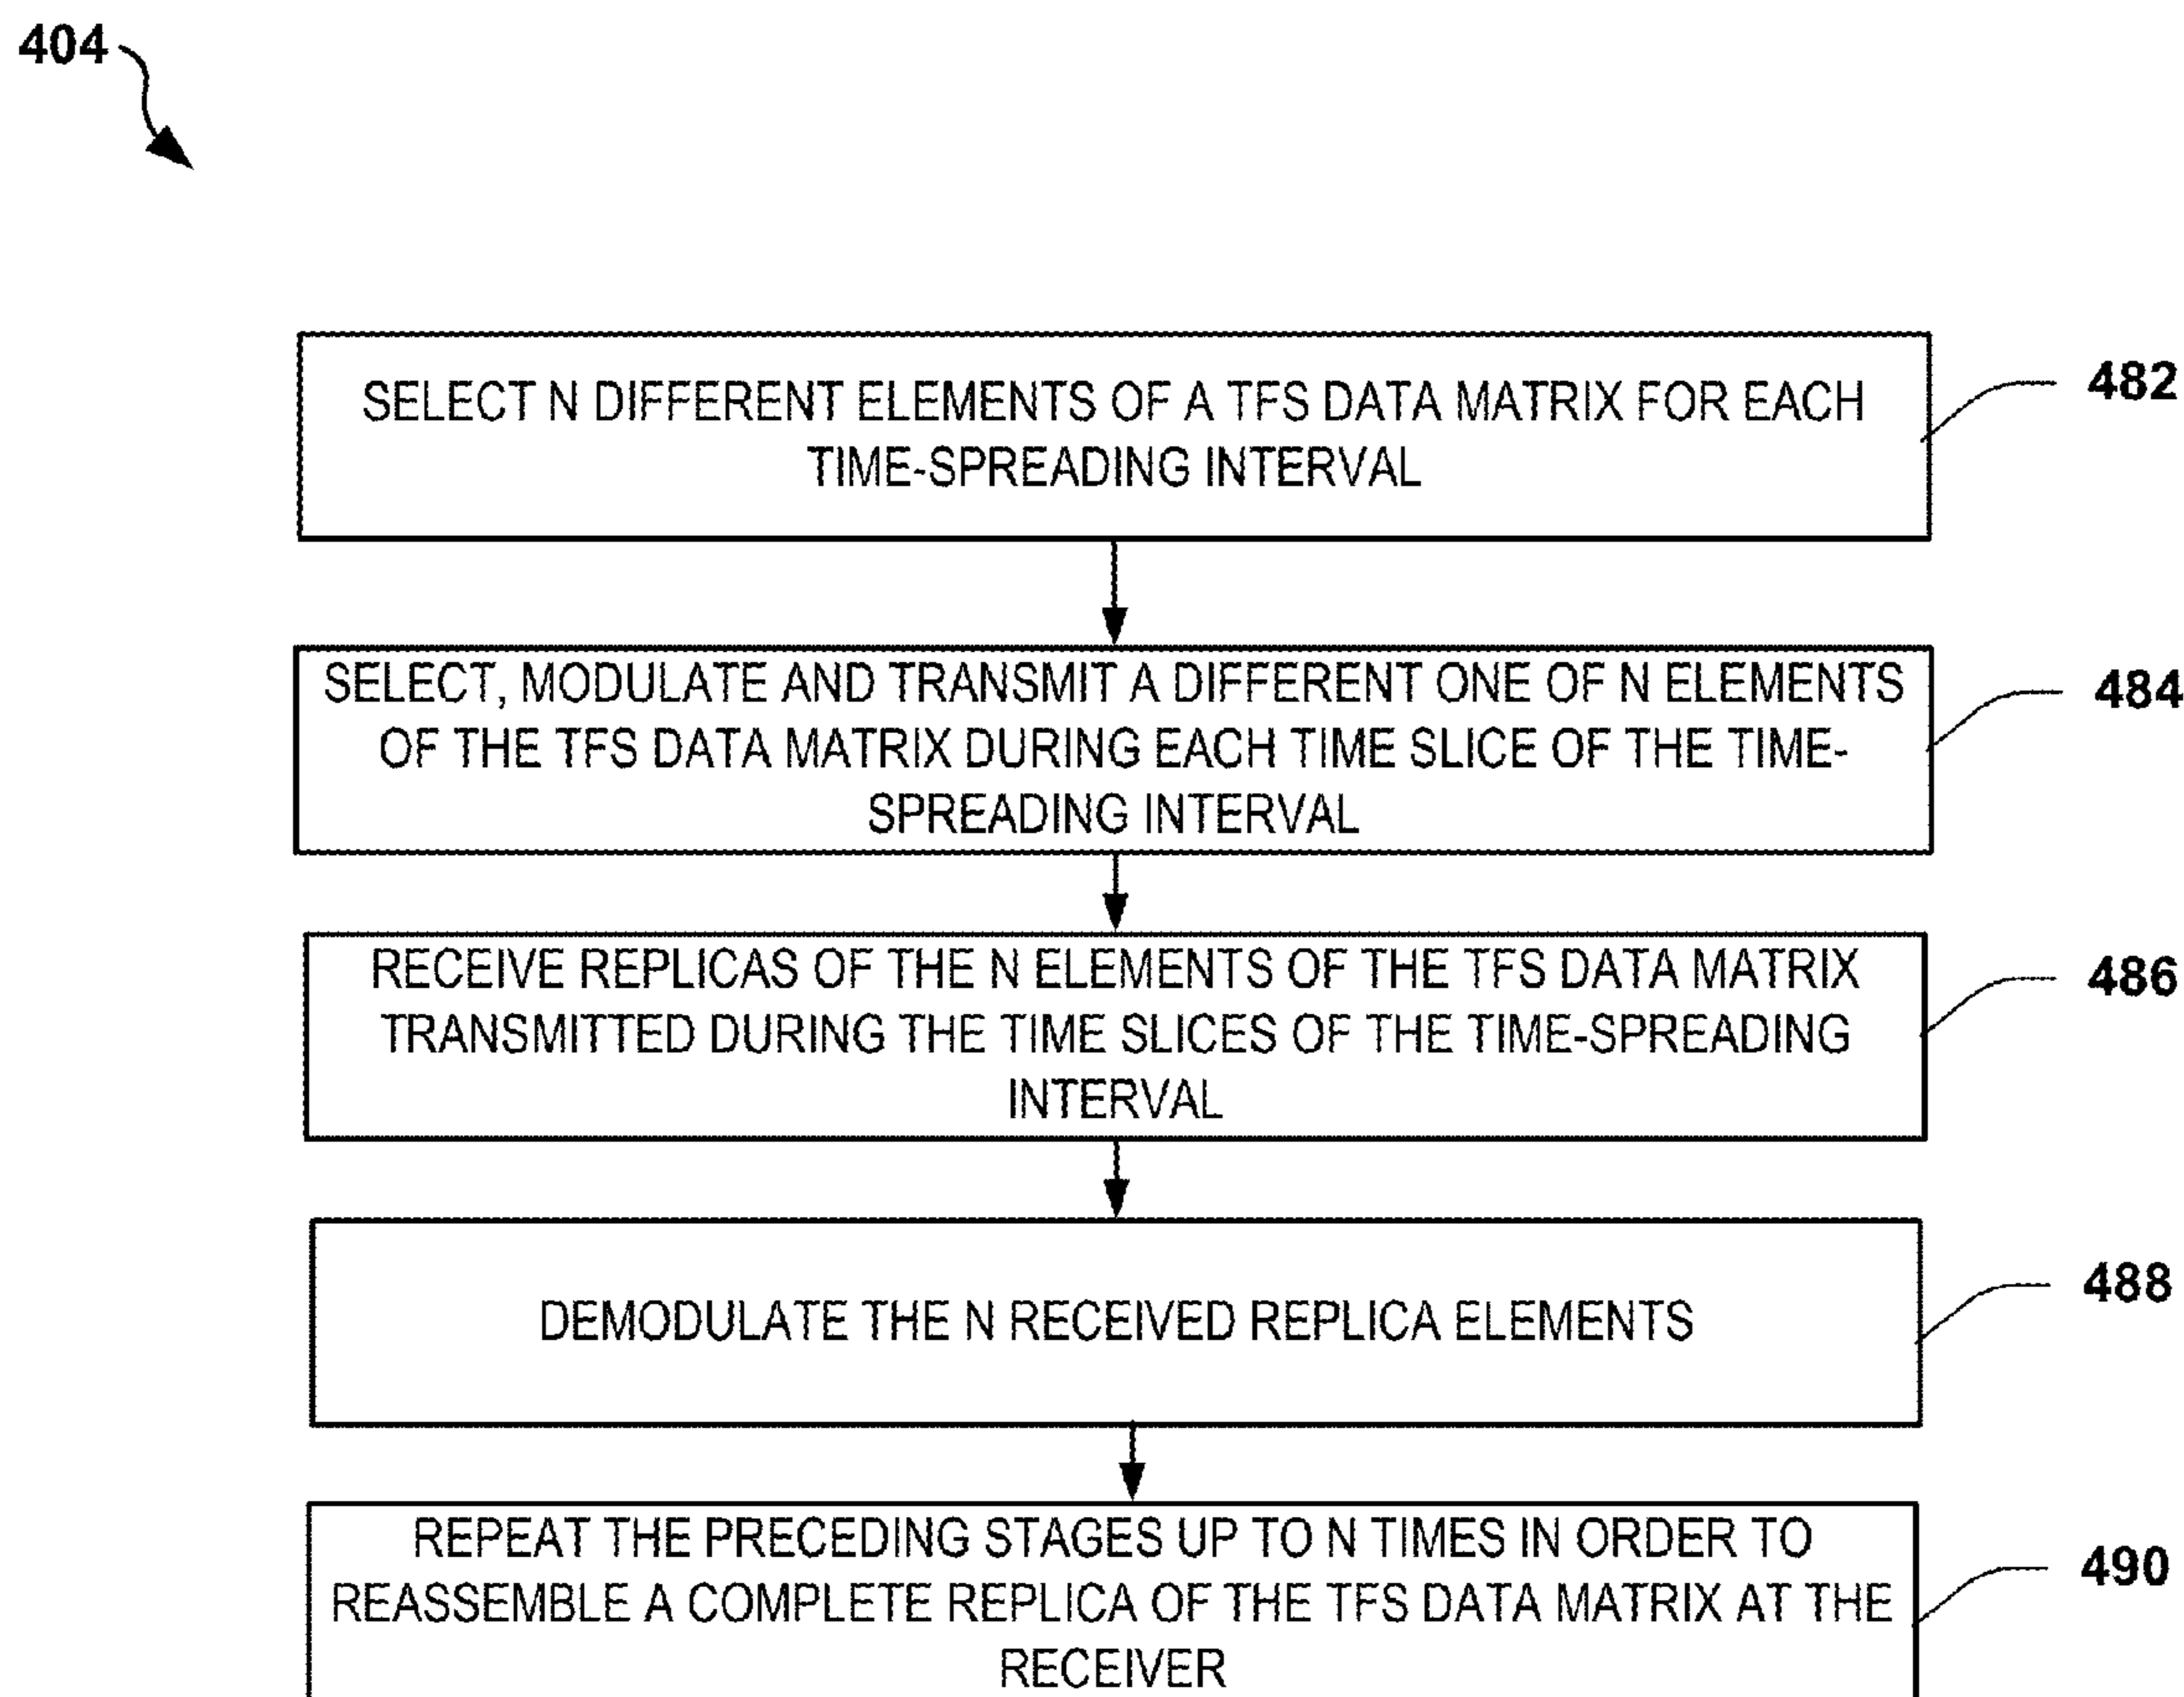 404
SELECT N DIFFERENT ELEMENTS OF A TFS DATA MATRIX FOR EACH
TIME-SPREADING INTERVAL
482
SELECT, MODULATE AND TRANSMIT A DIFFERENT ONE OF N ELEMENTS
OF THE TFS DATA MATRIX DURING EACH TIME SLICE OF THE TIME-
SPREADING INTERVAL
484
RECEIVE REPLICAS OF THE N ELEMENTS OF THE TFS DATA MATRIX
TRANSMITTED DURING THE TIME SLICES OF THE TIME-SPREADING
INTERVAL
486
DEMODULATE THE N RECEIVED REPLICA ELEMENTS
488
REPEAT THE PRECEDING STAGES UP TO N TIMES IN ORDER TO
REASSEMBLE A COMPLETE REPLICA OF THE TFS DATA MATRIX AT THE
RECEIVER
490